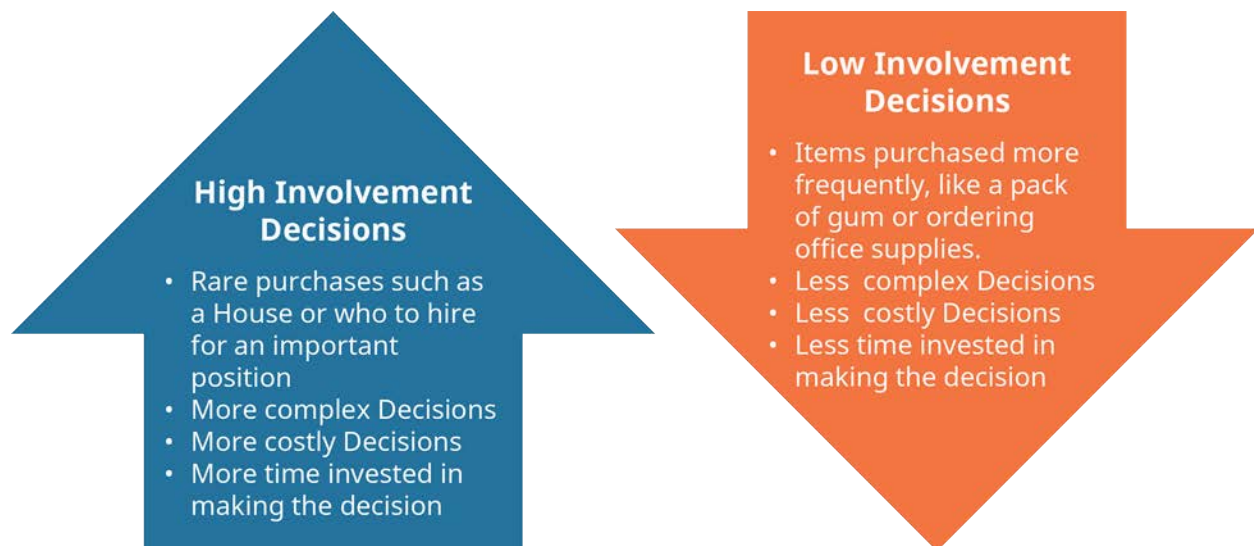 High Involvement
Decisions
• Rare purchases such as
a House or who to hire
for an important
position
• More complex Decisions
• More costly Decisions
• More time invested in
making the decision
Low Involvement
Decisions
• Items purchased more
frequently, like a pack
of gum or ordering
office supplies.
• Less  complex Decisions
• Less  costly Decisions
• Less time invested in
making the decision